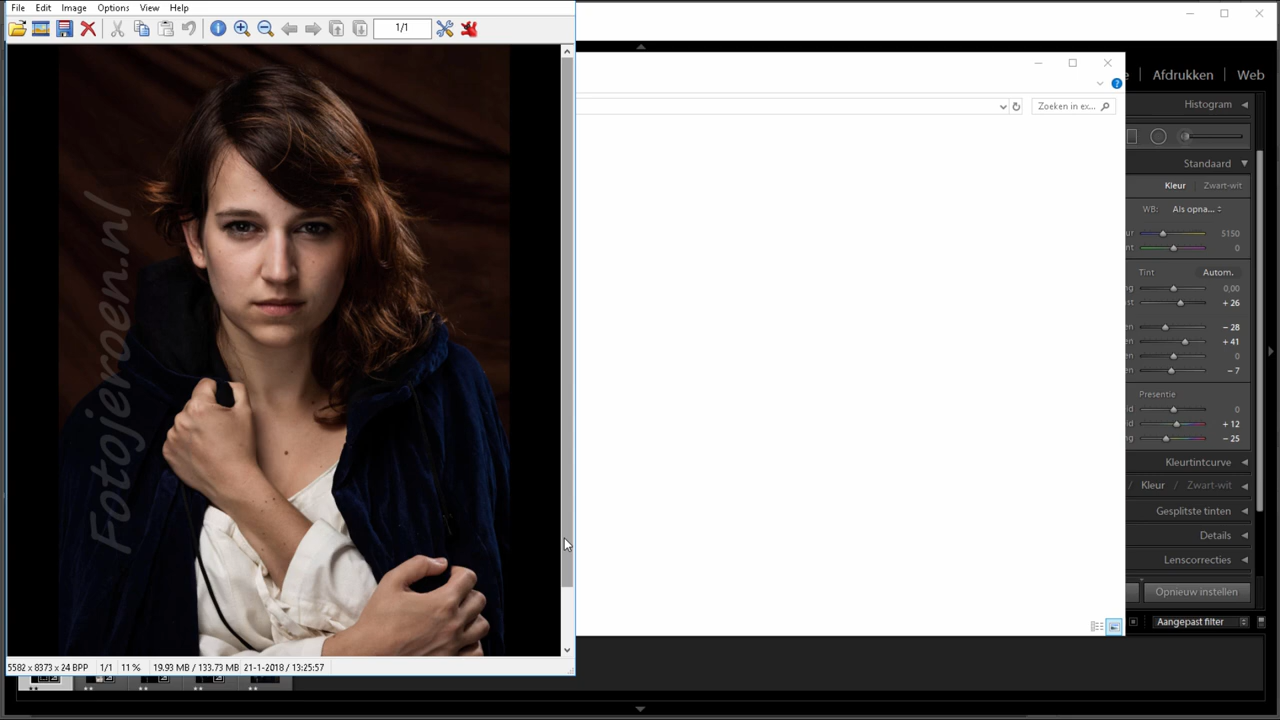 File Edit Image Options View Help
1/1
Fotojeroen.nl
5582 x 8373 x 24 BPP 1/1 11 % 19.93 MB / 133.73 MB 21-1-2018 / 13:25:57
Zoeken in ex...
Afdrukken | Web
Histogram
Standaard
Kleur Zwart-wit
WB: Als opna...
5150
0
Tint Autom.
0,00
+ 26
− 28
+ 41
0
− 7
Presentie
0
+ 12
− 25
Kleurtintcurve
/ Kleur / Zwart-wit
Gesplitste tinten
Details
Lenscorrecties
Opnieuw instellen
Aangepast filter